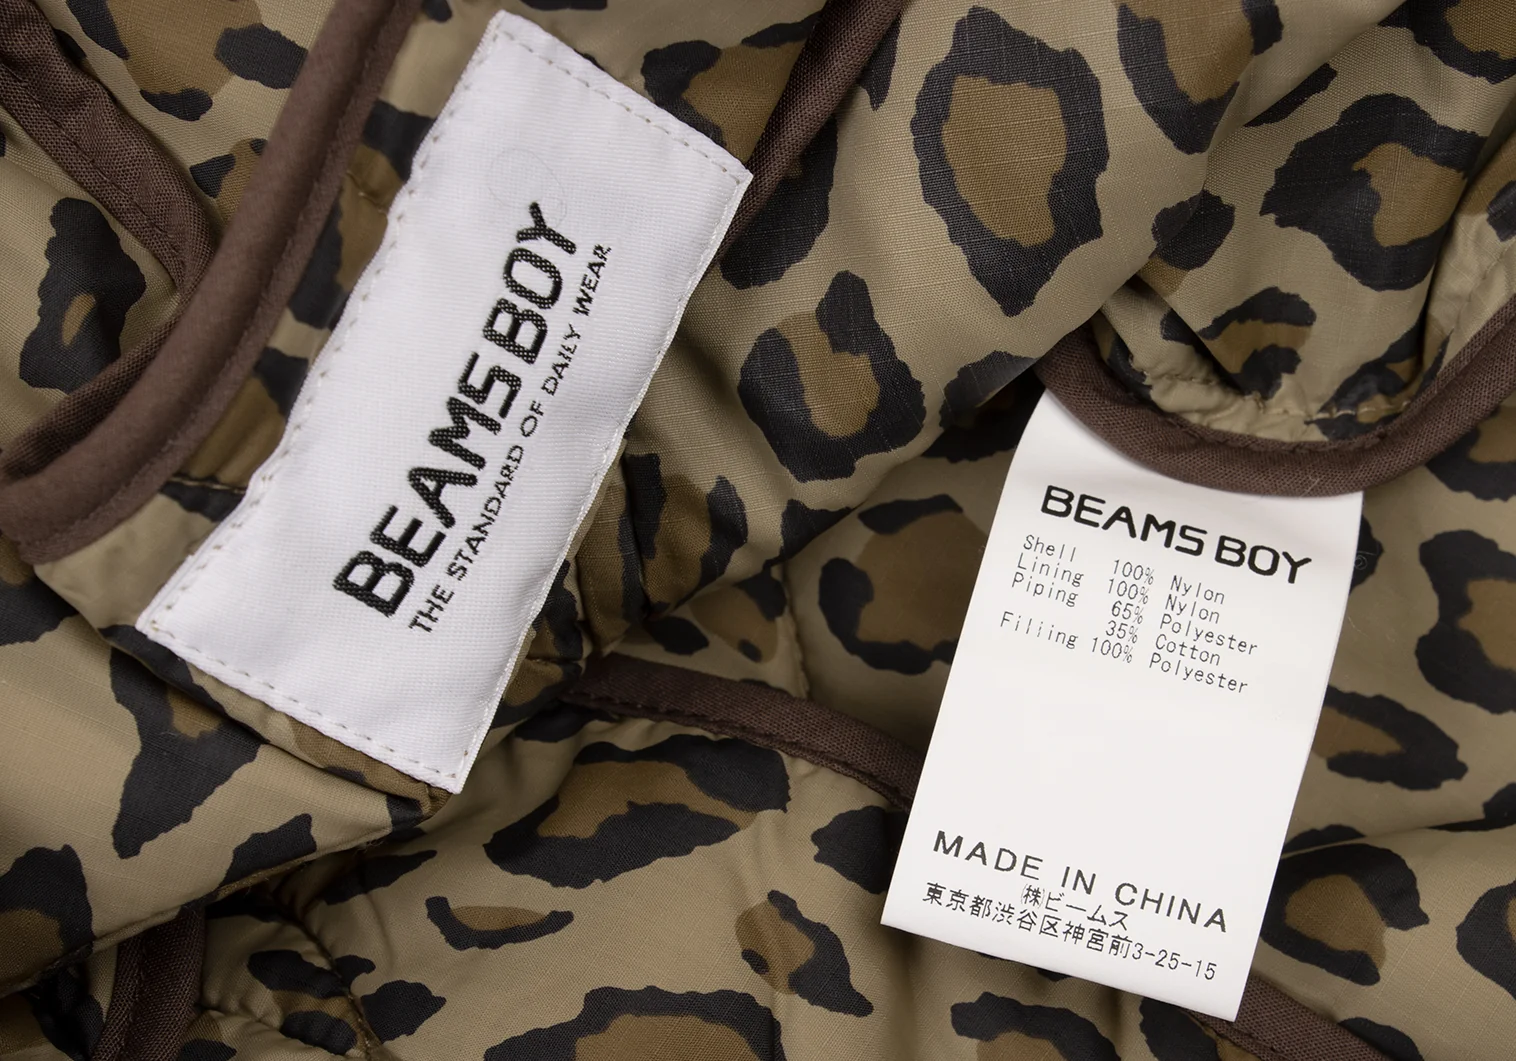 BEAMS BOY
THE STANDARD OF DAILY WEAR
BEAMS BOY
Shell 100% Nylon
Lining 100% Nylon
Piping 65% Polyester
35% Cotton
Filiing 100% Polyester
MADE IN CHINA
㈱ビームス
東京都渋谷区神宮前3-25-15